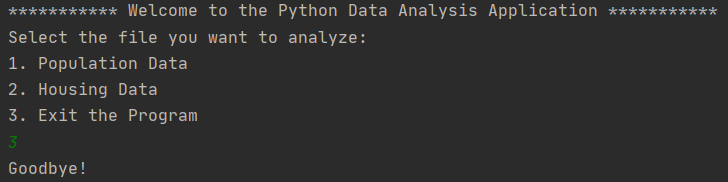 *********** Welcome to the Python Data Analysis Application ***********
Select the file you want to analyze:
1. Population Data
2. Housing Data
3. Exit the Program
3
Goodbye!